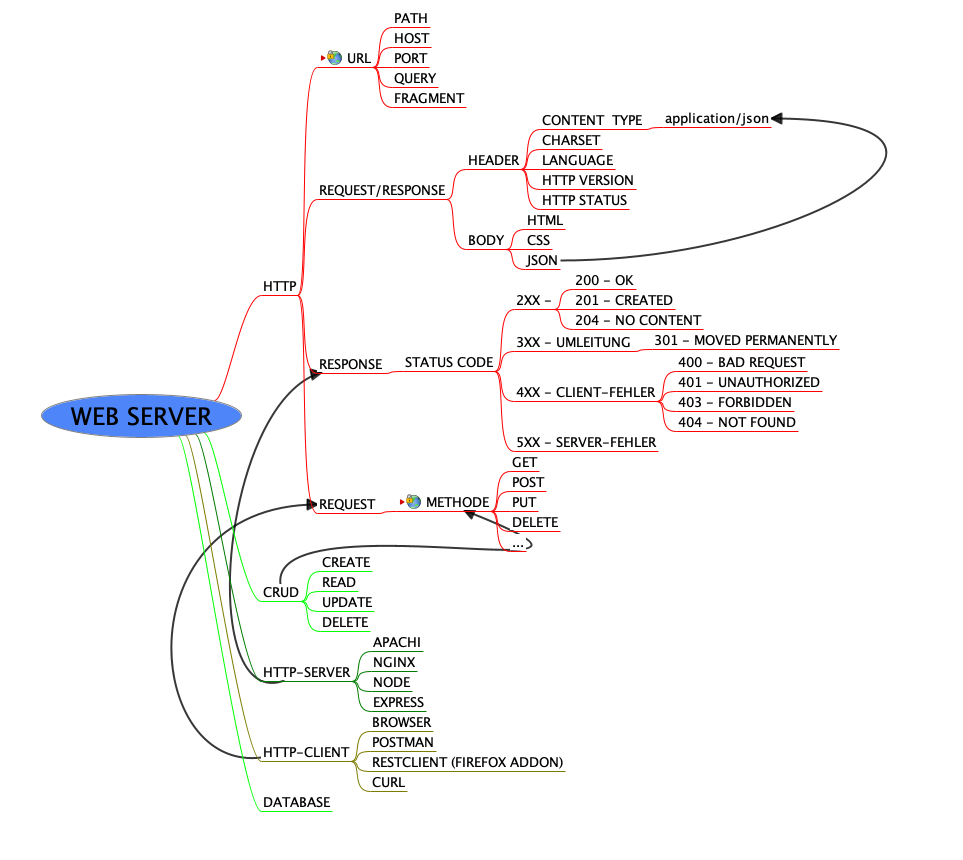 WEB SERVER
HTTP
URL
PATH
HOST
PORT
QUERY
FRAGMENT
REQUEST/RESPONSE
HEADER
CONTENT TYPE
application/json
CHARSET
LANGUAGE
HTTP VERSION
HTTP STATUS
BODY
HTML
CSS
JSON
RESPONSE
STATUS CODE
2XX -
200 - OK
201 - CREATED
204 - NO CONTENT
3XX - UMLEITUNG
301 - MOVED PERMANENTLY
4XX - CLIENT-FEHLER
400 - BAD REQUEST
401 - UNAUTHORIZED
403 - FORBIDDEN
404 - NOT FOUND
5XX - SERVER-FEHLER
REQUEST
METHODE
GET
POST
PUT
DELETE
...
CRUD
CREATE
READ
UPDATE
DELETE
HTTP-SERVER
APACHI
NGINX
NODE
EXPRESS
HTTP-CLIENT
BROWSER
POSTMAN
RESTCLIENT (FIREFOX ADDON)
CURL
DATABASE